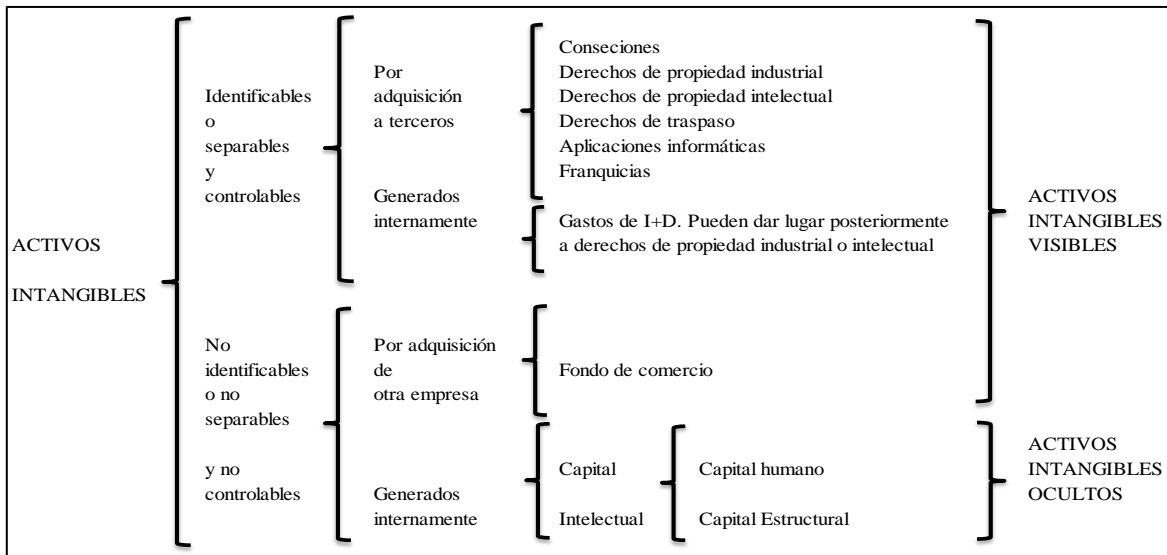 ACTIVOS
INTANGIBLES
Identificables
o
separables
y
controlables
Por
adquisición
a terceros
Conseciones
Derechos de propiedad industrial
Derechos de propiedad intelectual
Derechos de traspaso
Aplicaciones informáticas
Franquicias
Generados
internamente
Gastos de I+D. Pueden dar lugar posteriormente
a derechos de propiedad industrial o intelectual
No
identificables
o no
separables
y no
controlables
Por adquisición
de
otra empresa
Fondo de comercio
ACTIVOS
INTANGIBLES
VISIBLES
Generados
internamente
Capital
Intelectual
Capital humano
Capital Estructural
ACTIVOS
INTANGIBLES
OCULTOS